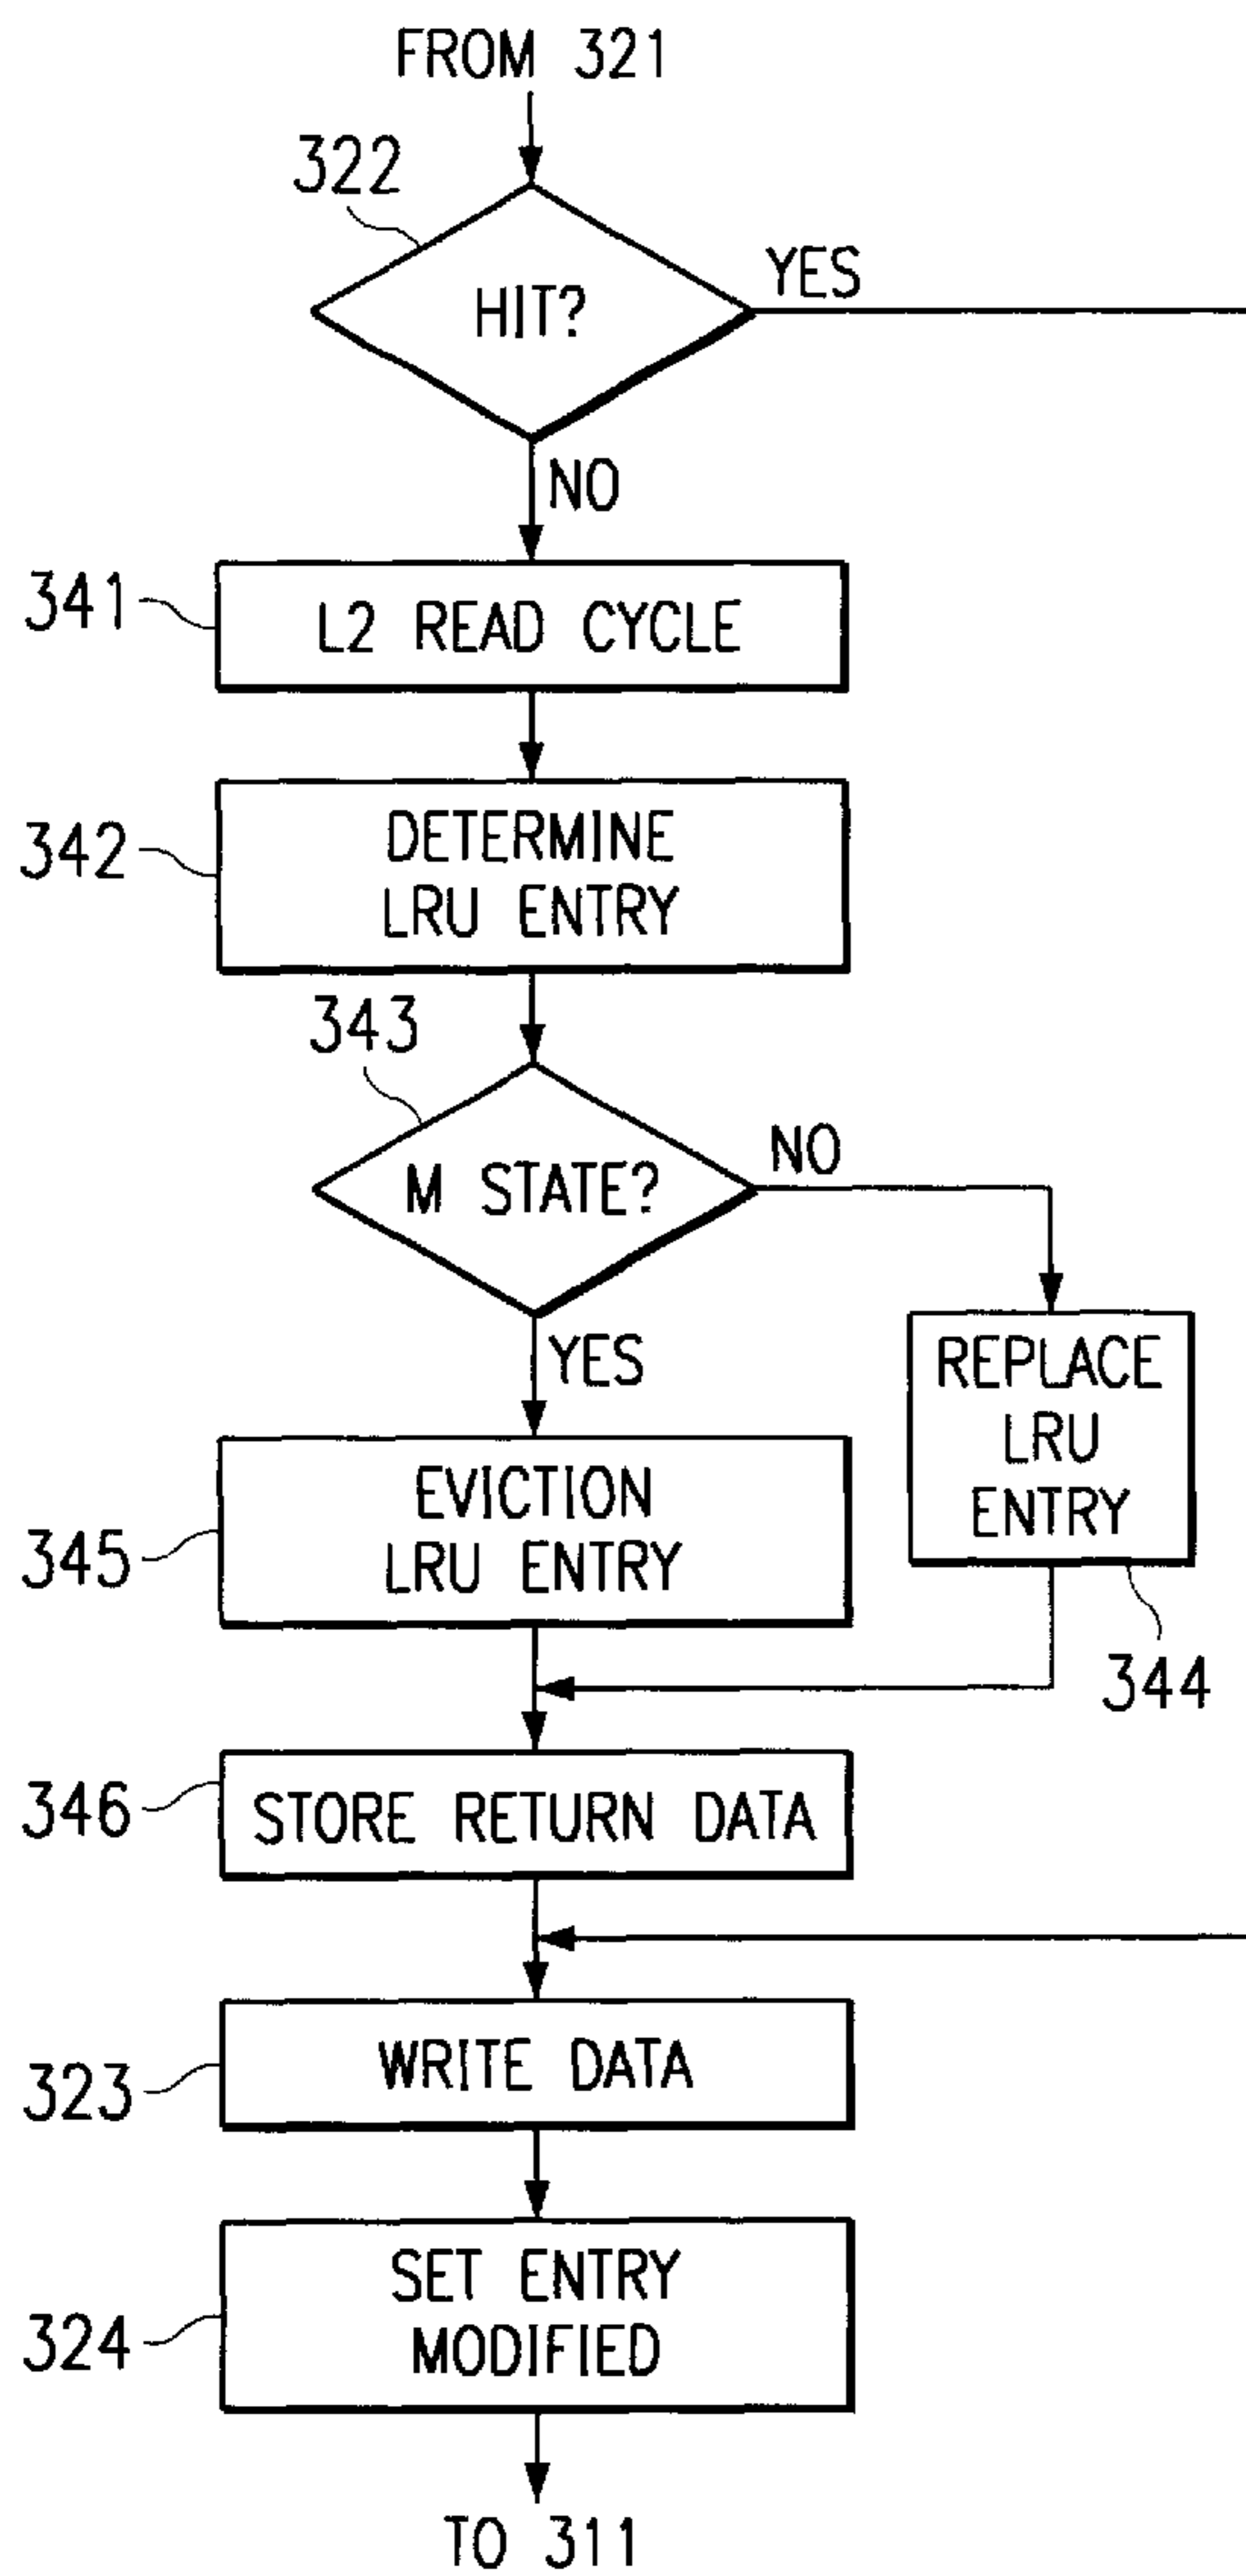 FROM 321
322
HIT?
YES
NO
341
L2 READ CYCLE
342
DETERMINE
LRU ENTRY
343
M STATE?
NO
YES
REPLACE
LRU
ENTRY
344
345
EVICTION
LRU ENTRY
346
STORE RETURN DATA
323
WRITE DATA
324
SET ENTRY
MODIFIED
TO 311